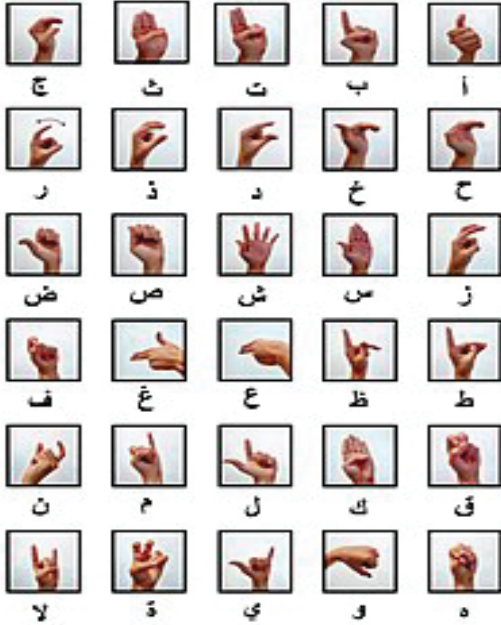 أ ب ت ث ج
ح خ د ذ ر
ز س ش ص ض
ط ظ ع غ ف
ق ك ل م ن
ه و ي ة لا